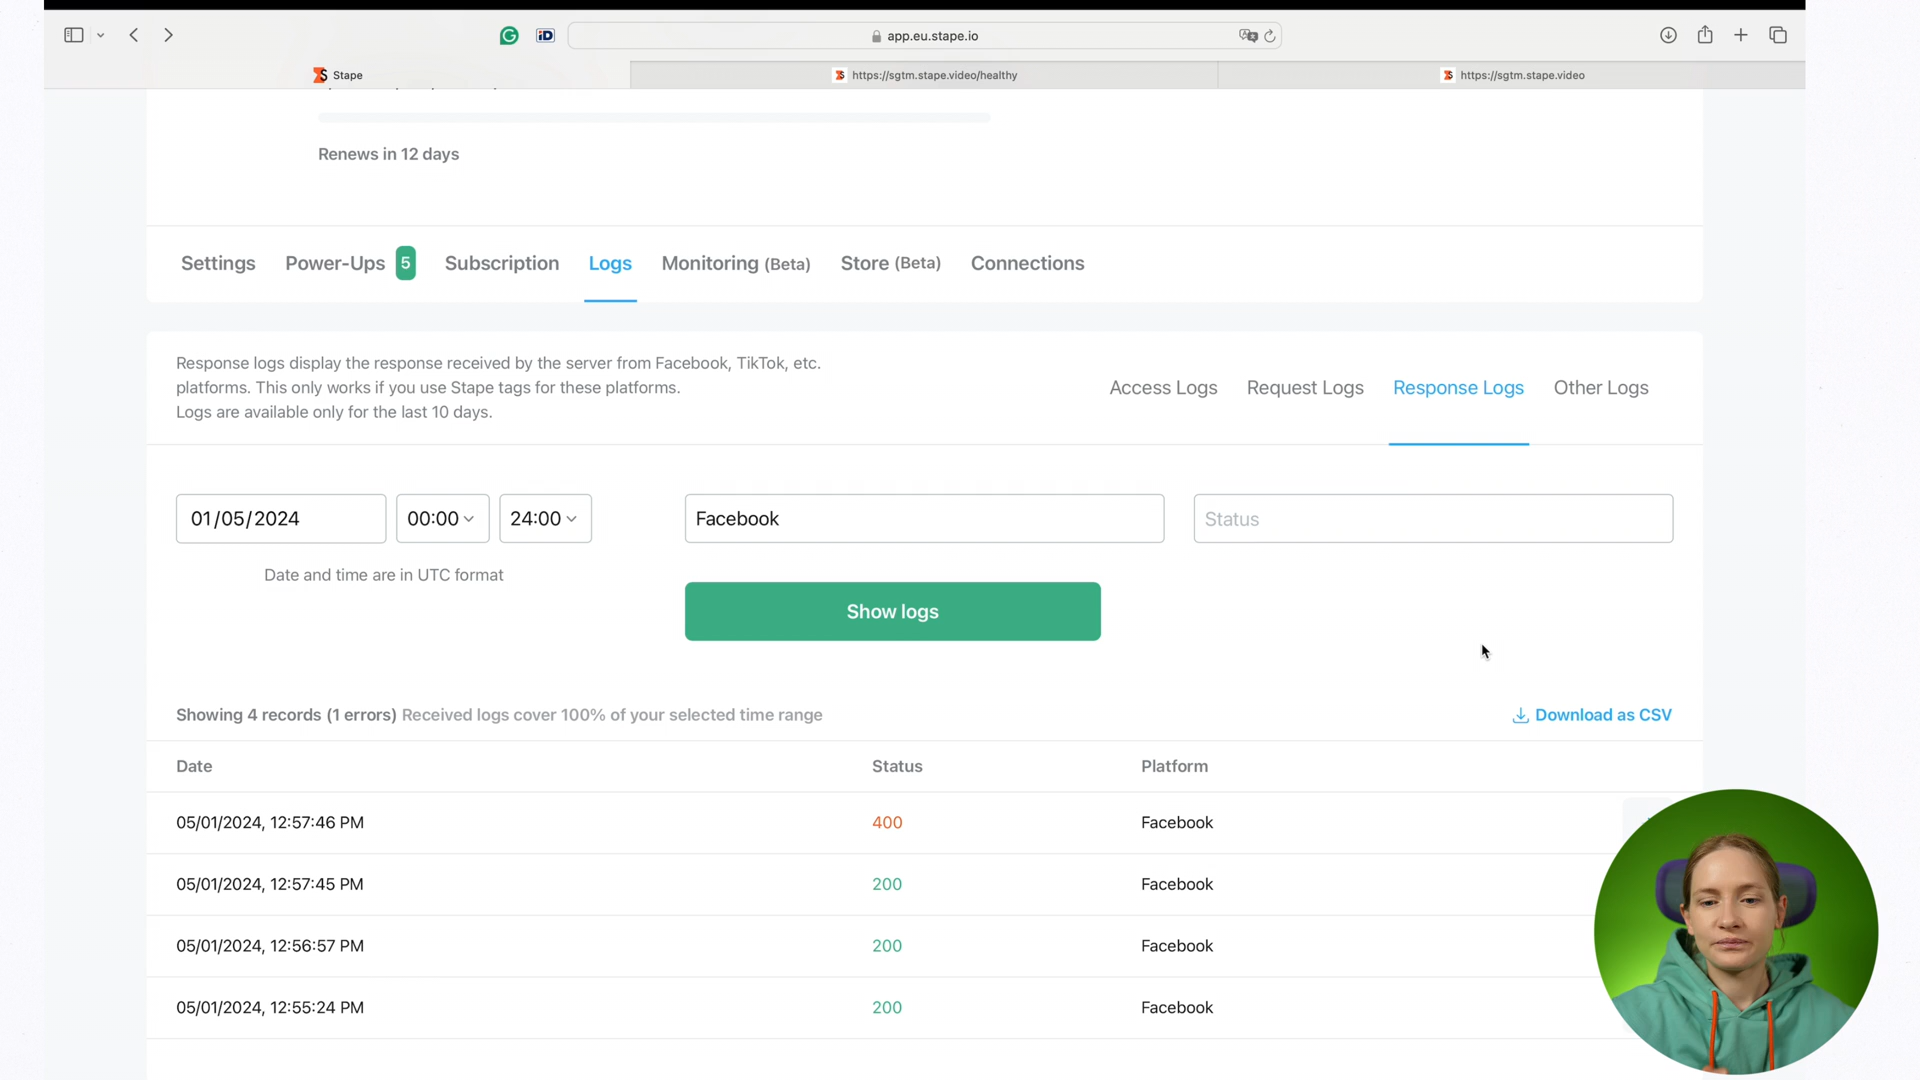 app.eu.stape.io
Stape
https://sgtm.stape.video/healthy
https://sgtm.stape.video
Renews in 12 days
Settings
Power-Ups 5
Subscription
Logs
Monitoring (Beta)
Store (Beta)
Connections
Response logs display the response received by the server from Facebook, TikTok, etc.
platforms. This only works if you use Stape tags for these platforms.
Logs are available only for the last 10 days.
Access Logs
Request Logs
Response Logs
Other Logs
01/05/2024
00:00
24:00
Facebook
Status
Date and time are in UTC format
Show logs
Showing 4 records (1 errors) Received logs cover 100% of your selected time range
Download as CSV
Date Status Platform
05/01/2024, 12:57:46 PM 400 Facebook
05/01/2024, 12:57:45 PM 200 Facebook
05/01/2024, 12:56:57 PM 200 Facebook
05/01/2024, 12:55:24 PM 200 Facebook